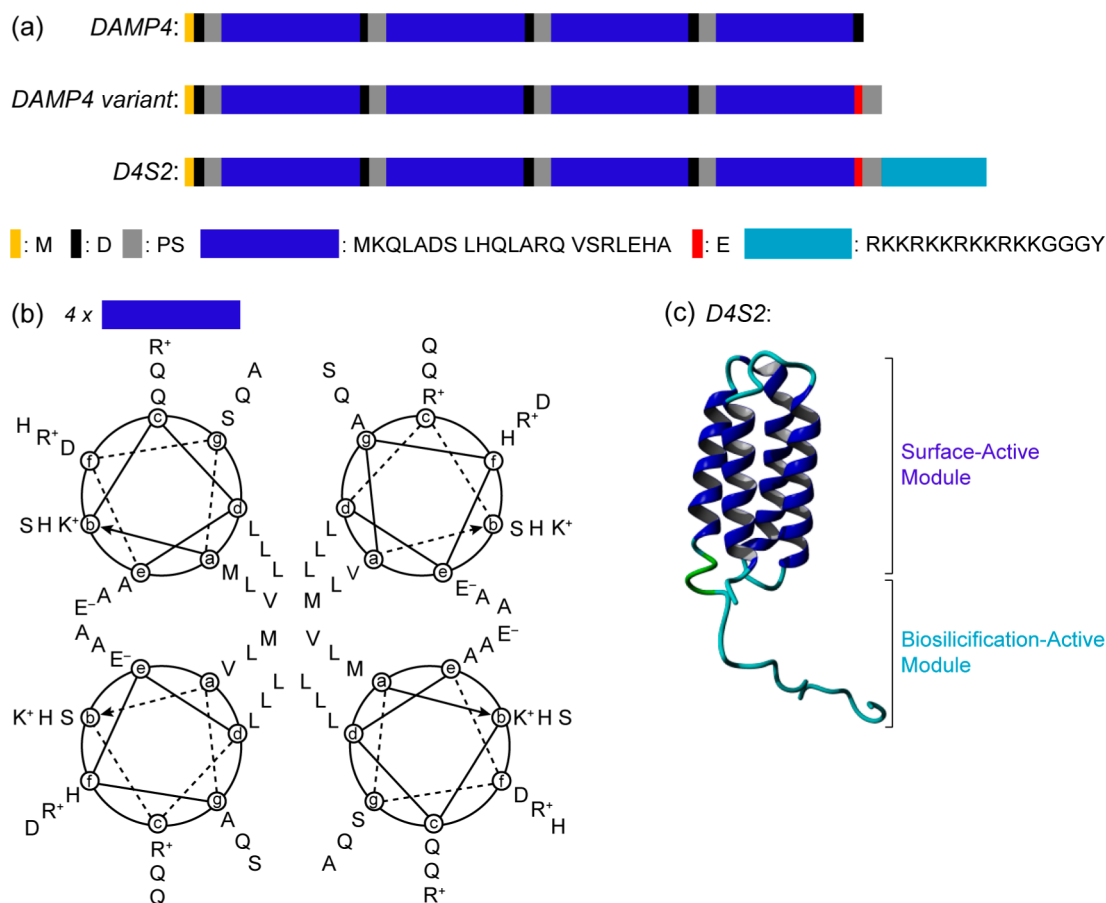 (a) DAMP4:
DAMP4 variant:
D4S2:
: M : D : PS : MKQLADS LHQLARQ VSRLEHA : E : RKKRKKRKKRKKGGGY
(b) 4 x
(c) D4S2:
R⁺
Q
Q
c
A
Q
S
g
H R⁺ D
f
S H K⁺
b
E⁻ A A
e
a
M
L
V
d
L
L
L
L
Q
Q
R⁺
c
S
Q
A
g
D
R⁺
H
f
b
S H K⁺
d
L
L
L
L
a
V
L
M
e
E⁻ A A
A
A
E⁻
e
K⁺ H S
b
a
V
L
M
d
L
L
L
L
D R⁺ H
f
g
A
Q
S
c
R⁺
Q
Q
V
L
M
a
e
A
A E⁻
b
K⁺ H S
L
L
L
L
d
f
D
R⁺
H
g
S
Q
A
c
Q
Q
R⁺
Surface-Active
Module
Biosilicification-Active
Module